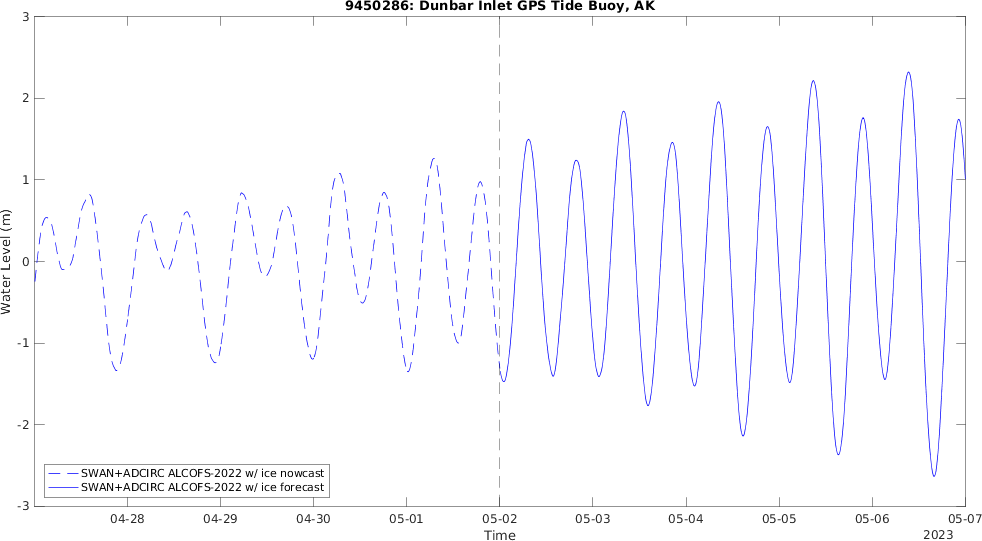 9450286: Dunbar Inlet GPS Tide Buoy, AK
3
2
1
0
-1
-2
-3
Water Level (m)
SWAN+ADCIRC ALCOFS-2022 w/ ice nowcast
SWAN+ADCIRC ALCOFS-2022 w/ ice forecast
04-28 04-29 04-30 05-01 05-02 05-03 05-04 05-05 05-06 05-07
Time
2023